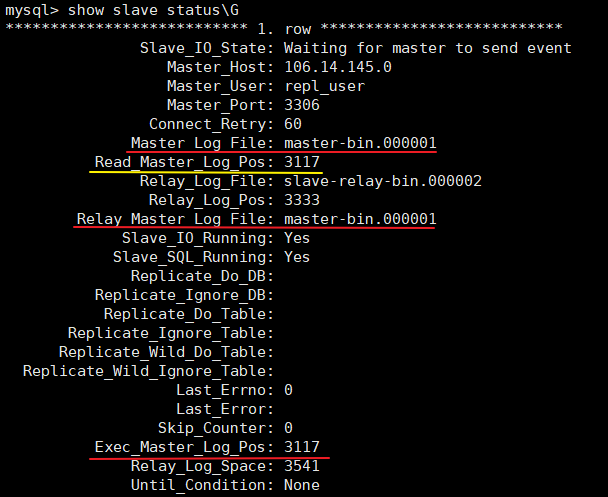 mysql> show slave status\G
*************************** 1. row ***************************
Slave_IO_State: Waiting for master to send event
Master_Host: 106.14.145.0
Master_User: repl_user
Master_Port: 3306
Connect_Retry: 60
Master_Log_File: master-bin.000001
Read_Master_Log_Pos: 3117
Relay_Log_File: slave-relay-bin.000002
Relay_Log_Pos: 3333
Relay_Master_Log_File: master-bin.000001
Slave_IO_Running: Yes
Slave_SQL_Running: Yes
Replicate_Do_DB:
Replicate_Ignore_DB:
Replicate_Do_Table:
Replicate_Ignore_Table:
Replicate_Wild_Do_Table:
Replicate_Wild_Ignore_Table:
Last_Errno: 0
Last_Error:
Skip_Counter: 0
Exec_Master_Log_Pos: 3117
Relay_Log_Space: 3541
Until_Condition: None